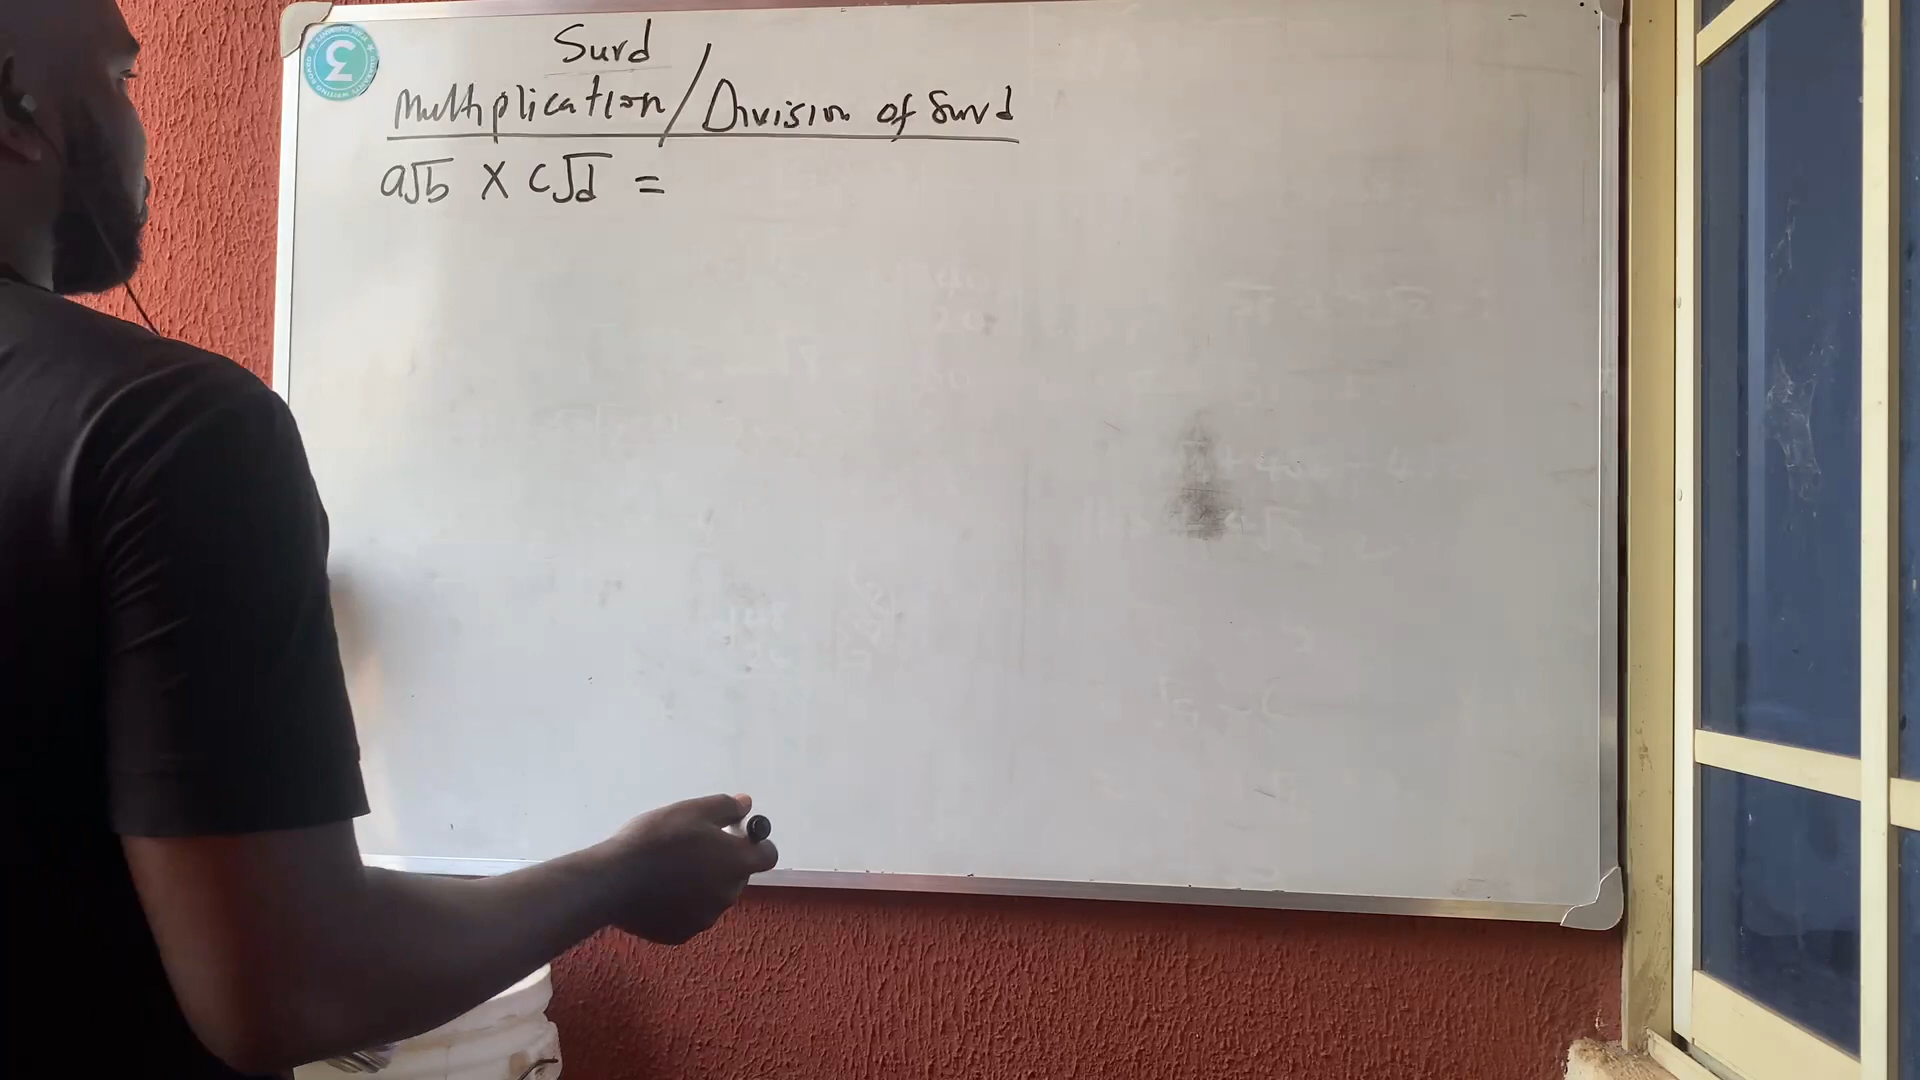 Surd
Multiplication / Division of Surd
a√b × c√d =